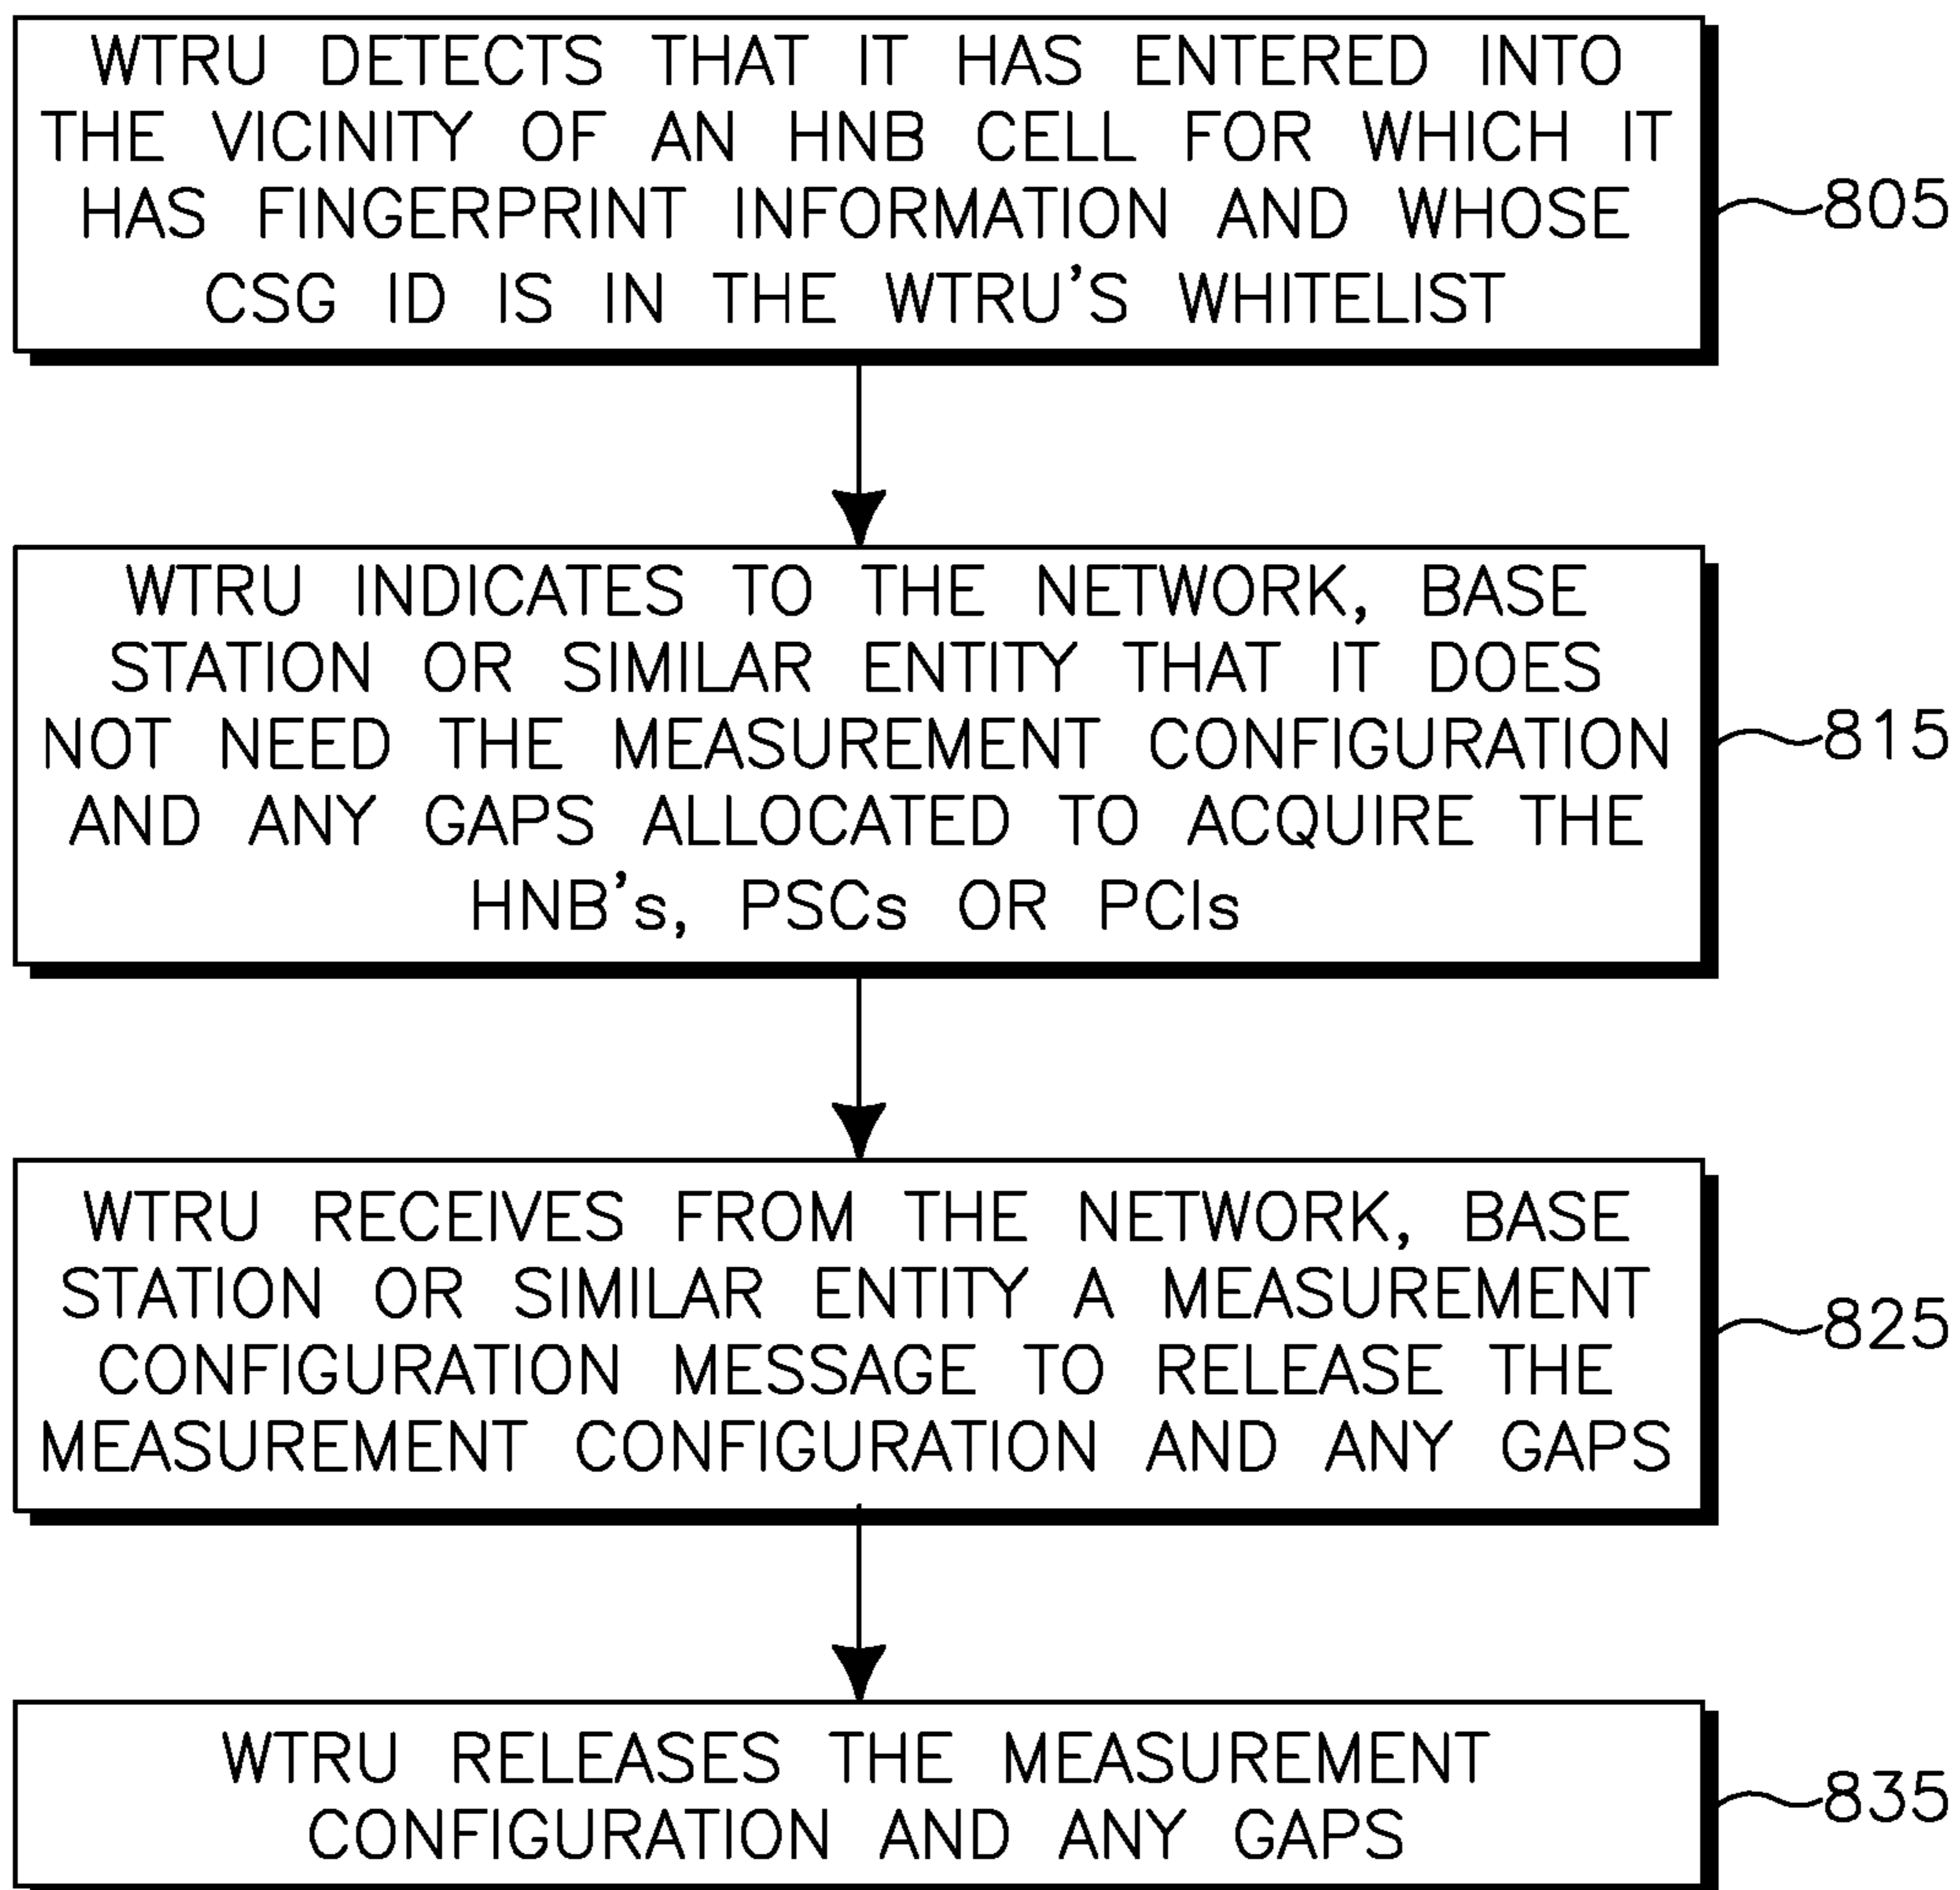 WTRU DETECTS THAT IT HAS ENTERED INTO
THE VICINITY OF AN HNB CELL FOR WHICH IT
HAS FINGERPRINT INFORMATION AND WHOSE
CSG ID IS IN THE WTRU'S WHITELIST
805
WTRU INDICATES TO THE NETWORK, BASE
STATION OR SIMILAR ENTITY THAT IT DOES
NOT NEED THE MEASUREMENT CONFIGURATION
AND ANY GAPS ALLOCATED TO ACQUIRE THE
HNB's, PSCs OR PCIs
815
WTRU RECEIVES FROM THE NETWORK, BASE
STATION OR SIMILAR ENTITY A MEASUREMENT
CONFIGURATION MESSAGE TO RELEASE THE
MEASUREMENT CONFIGURATION AND ANY GAPS
825
WTRU RELEASES THE MEASUREMENT
CONFIGURATION AND ANY GAPS
835